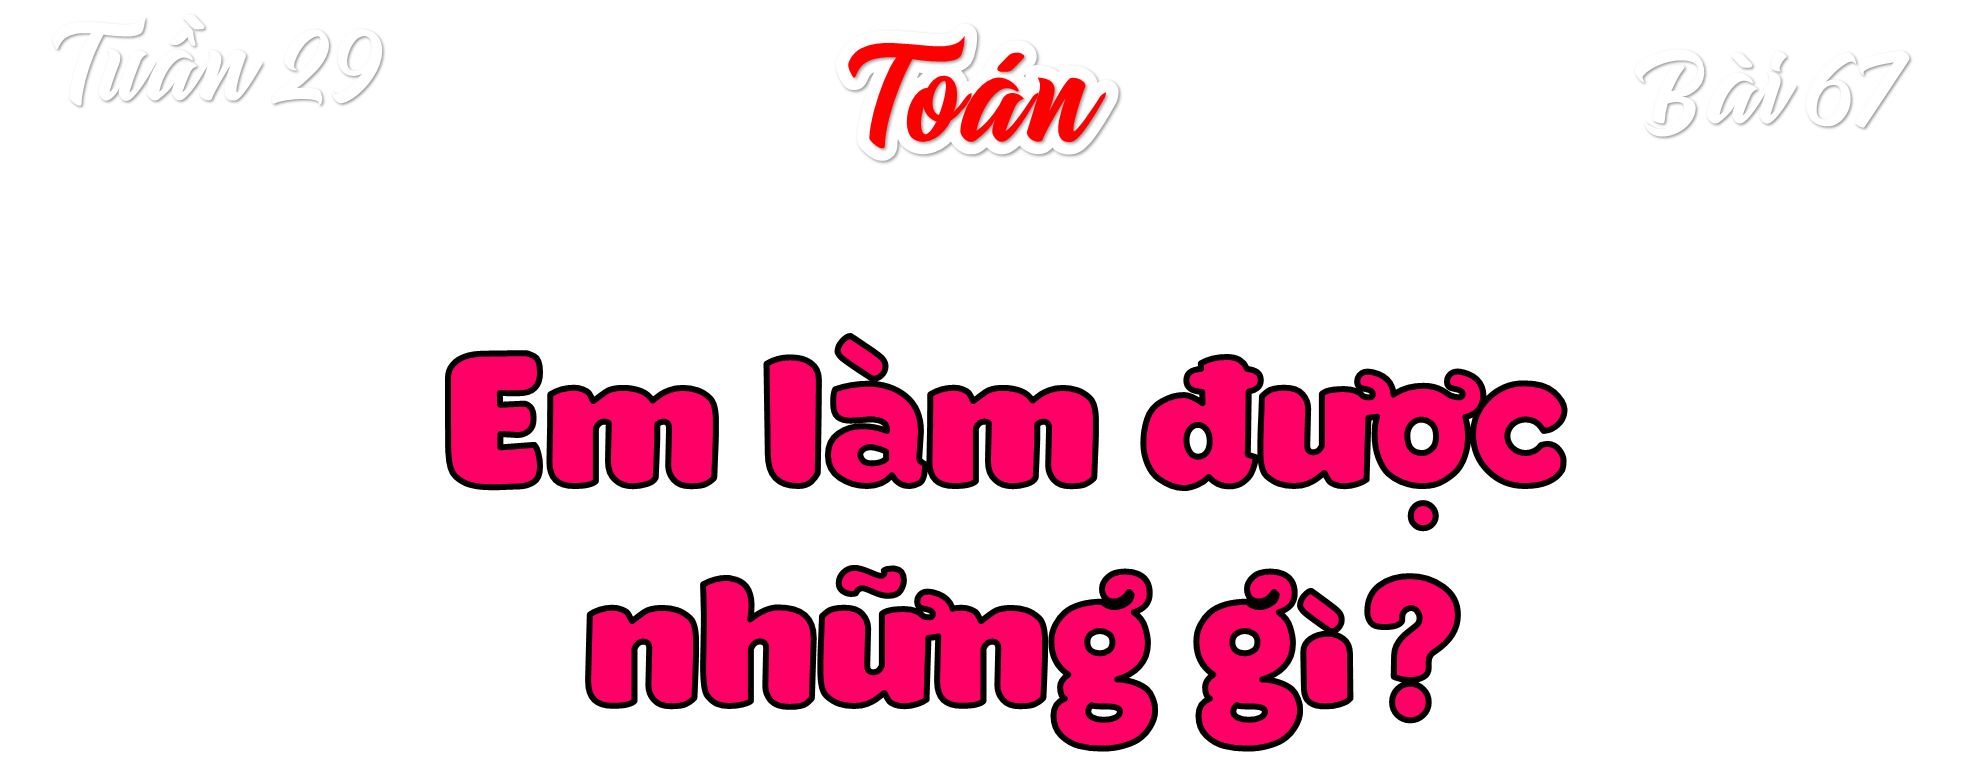 Tuần 29
Toán
Bài 67
Em làm được
những gì?